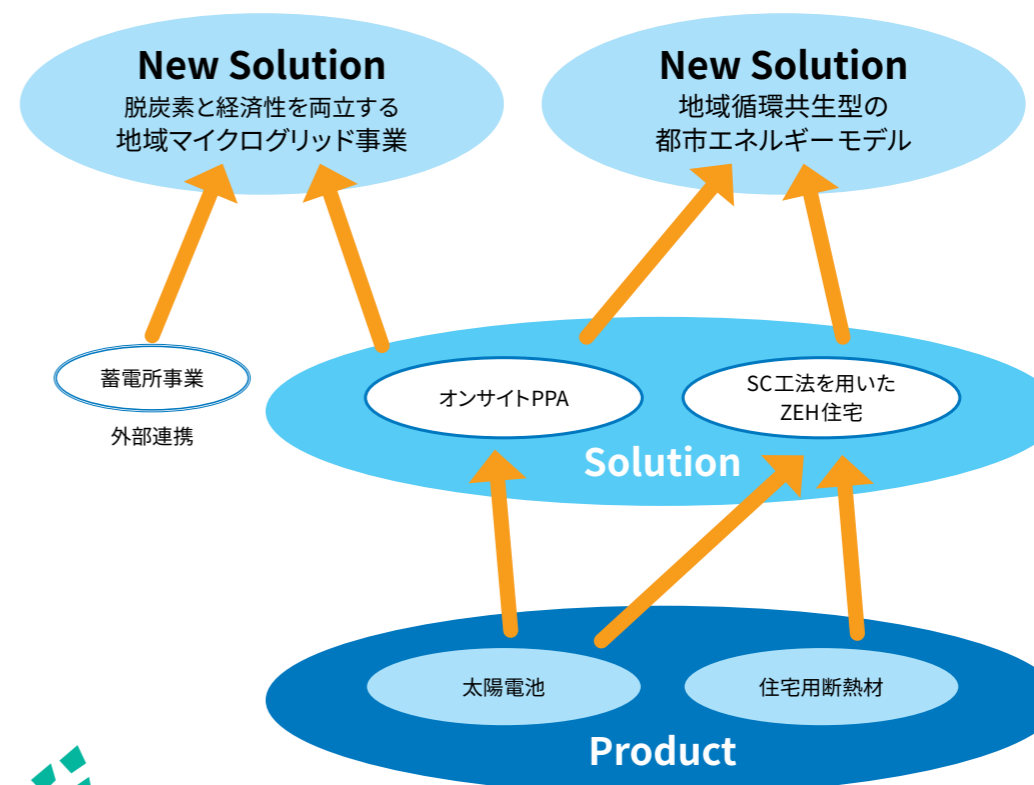 New Solution
脱炭素と経済性を両立する
地域マイクログリッド事業
New Solution
地域循環共生型の
都市エネルギーモデル
蓄電所事業
外部連携
オンサイトPPA
SC工法を用いた
ZEH住宅
Solution
太陽電池
住宅用断熱材
Product